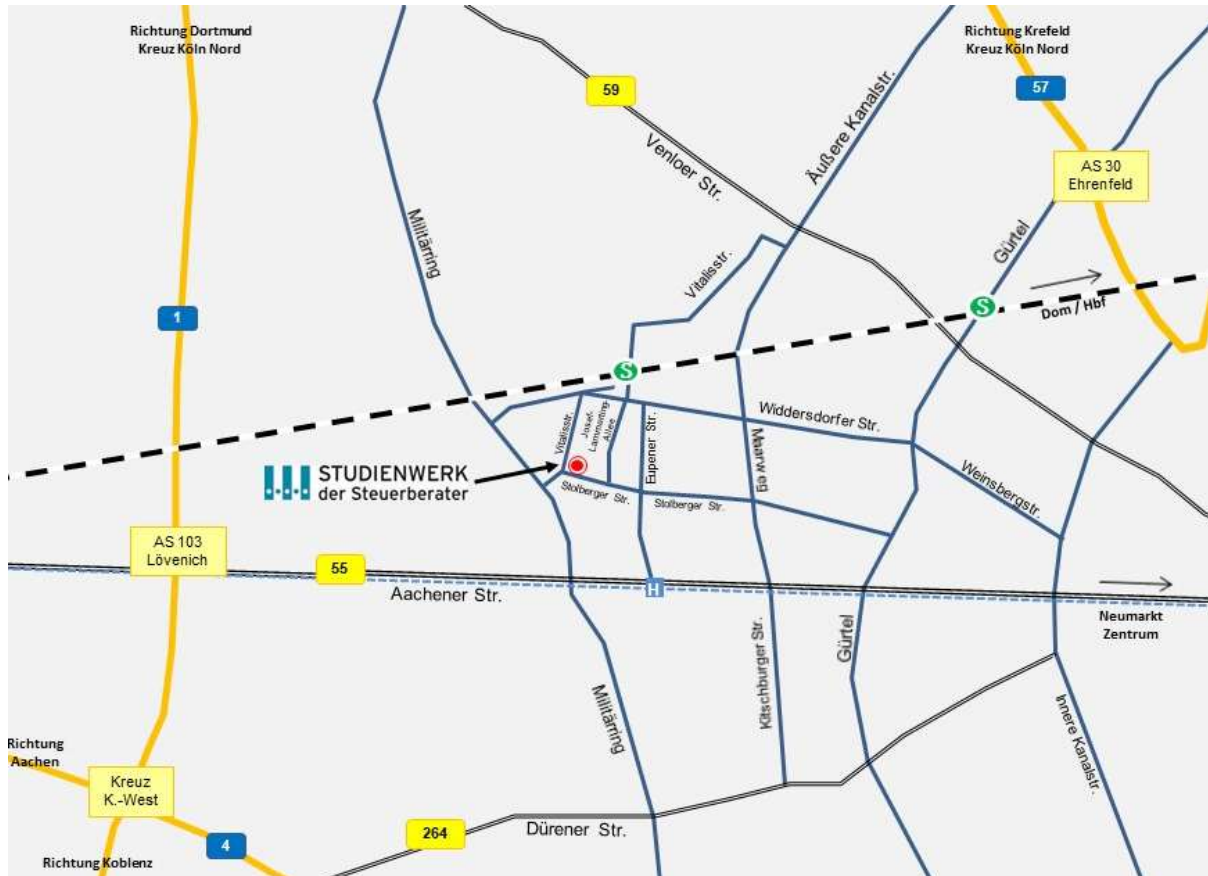 Richtung Dortmund
Kreuz Köln Nord
Richtung Krefeld
Kreuz Köln Nord
59
57
Äußere Kanalstr.
Venloer Str.
AS 30
Ehrenfeld
Militärring
Gürtel
Vitalisstr.
S
Dom / Hbf
1
S
Widdersdorfer Str.
Vitalisstr.
Josef-
Lammerting-
Allee
Eupener Str.
Maarweg
Weinsbergstr.
STUDIENWERK
der Steuerberater
Stolberger Str.
Stolberger Str.
AS 103
Lövenich
55
Aachener Str.
H
Neumarkt
Zentrum
Kitschburger Str.
Gürtel
Militärring
Innere Kanalstr.
Richtung
Aachen
Kreuz
K.-West
264
Dürener Str.
4
Richtung Koblenz